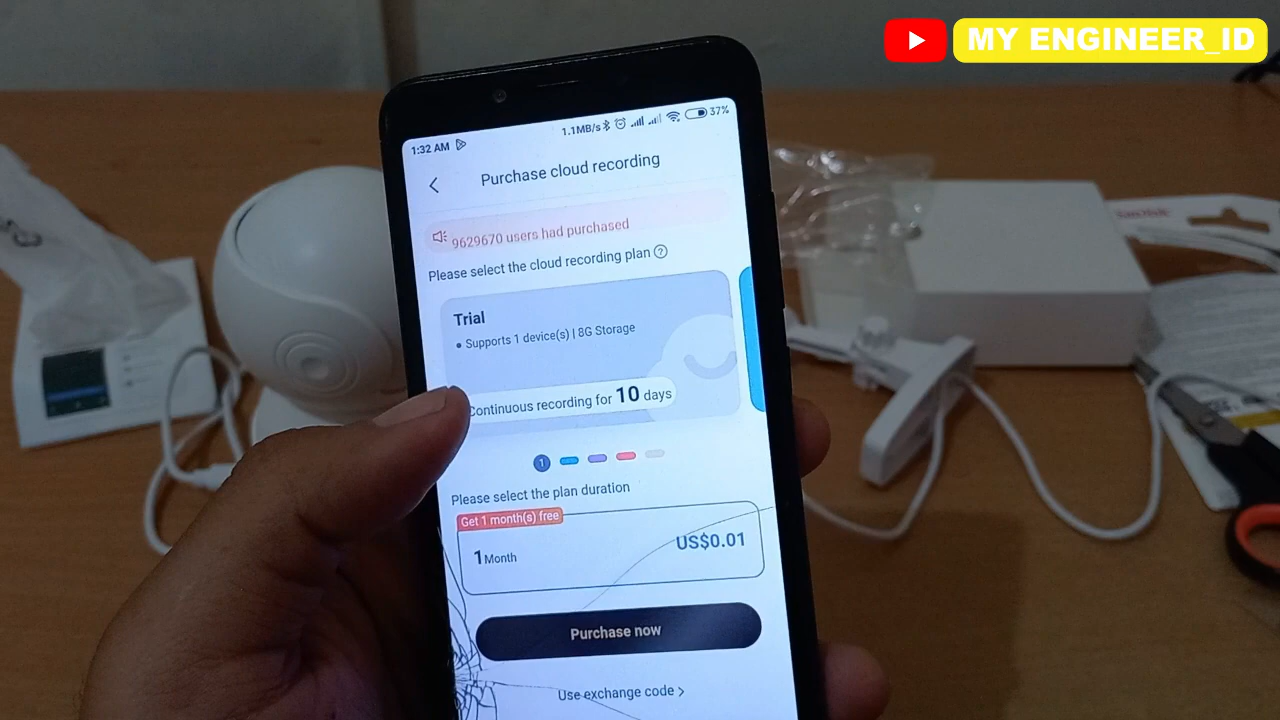 MY ENGINEER_ID
1:32 AM 1.1MB/s 37%
Purchase cloud recording
9629670 users had purchased
Please select the cloud recording plan ?
Trial
• Supports 1 device(s) | 8G Storage
Continuous recording for 10 days
1
Please select the plan duration
Get 1 month(s) free
1 Month US$0.01
Purchase now
Use exchange code >
SanDisk